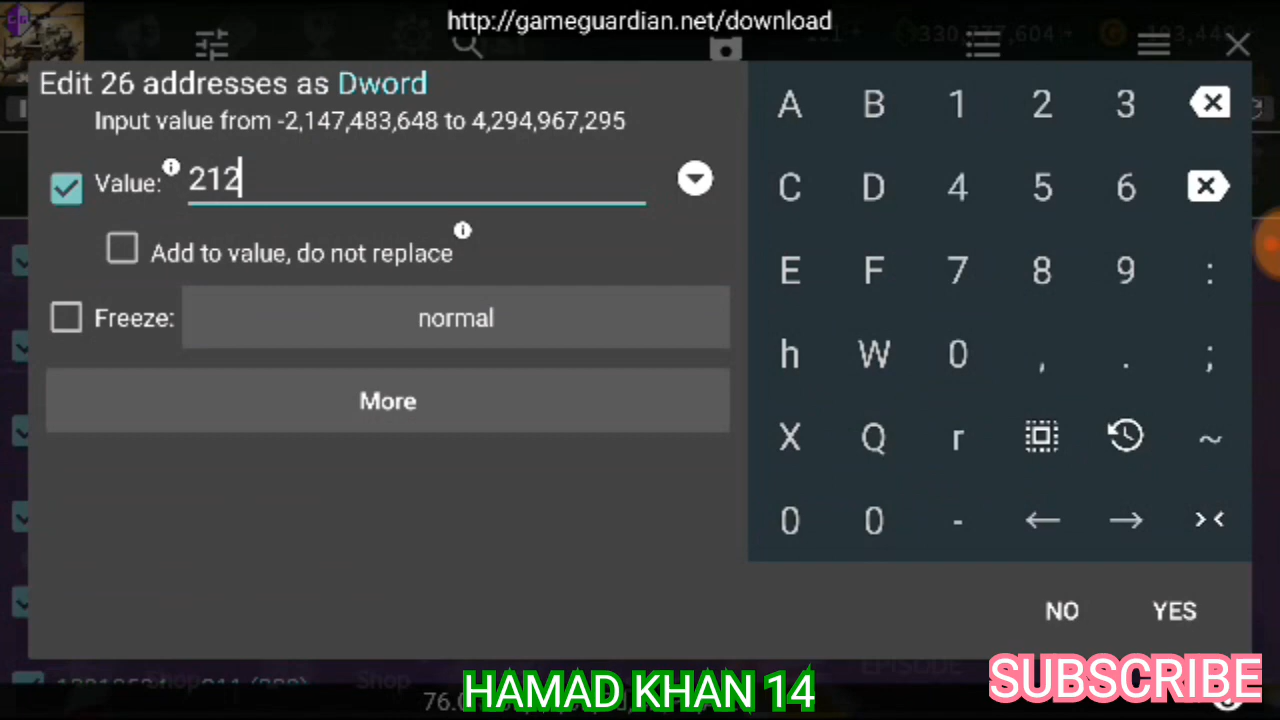 http://gameguardian.net/download
Edit 26 addresses as Dword
Input value from -2,147,483,648 to 4,294,967,295
Value: 212
Add to value, do not replace
Freeze: normal
More
A B 1 2 3
C D 4 5 6
E F 7 8 9 :
h W 0 , . ;
X Q r ~
0 0 - ← → ><
NO YES
EPISODE
Shop
HAMAD KHAN 14
SUBSCRIBE